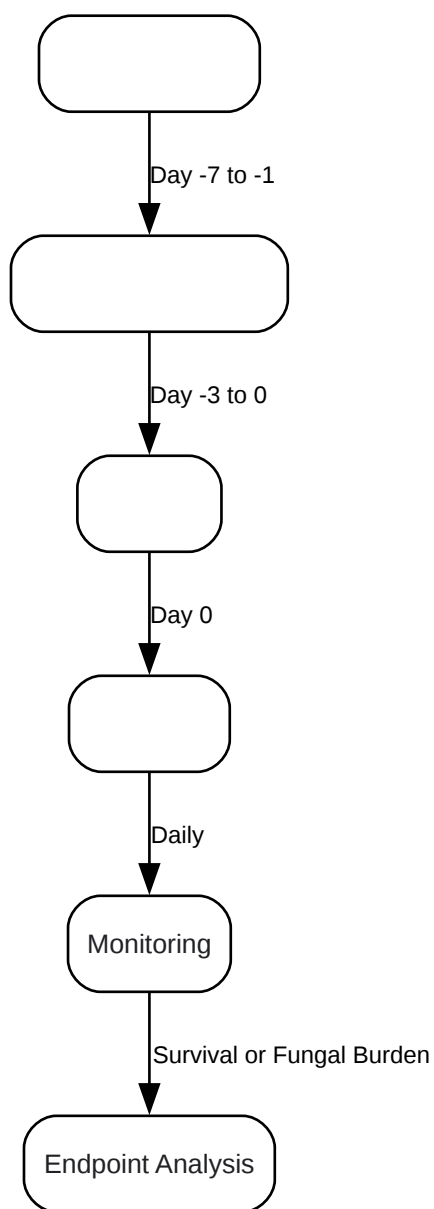 Day -7 to -1
Day -3 to 0
Day 0
Daily
Monitoring
Survival or Fungal Burden
Endpoint Analysis